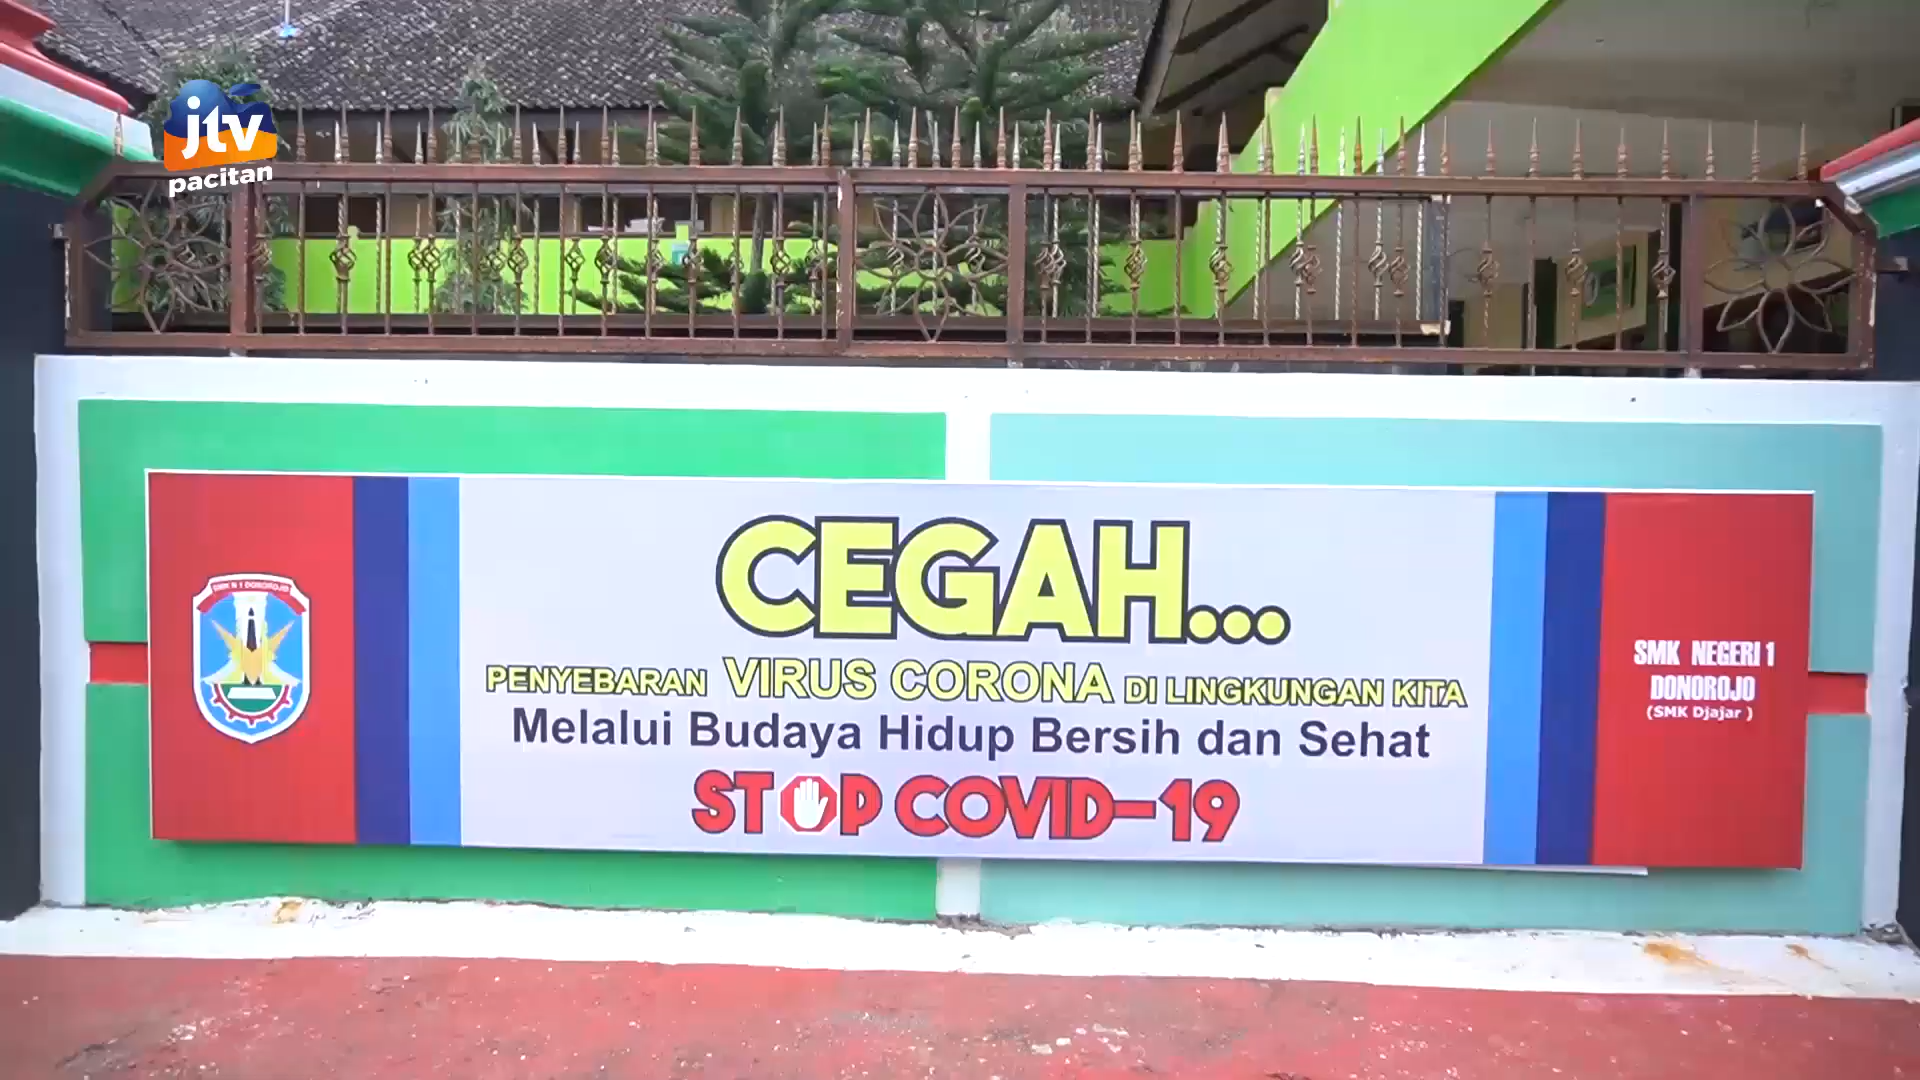 jtv
pacitan
SMK N 1 DONOROJO
CEGAH...
PENYEBARAN VIRUS CORONA DI LINGKUNGAN KITA
Melalui Budaya Hidup Bersih dan Sehat
STOP COVID-19
SMK NEGERI 1
DONOROJO
(SMK Djajar )